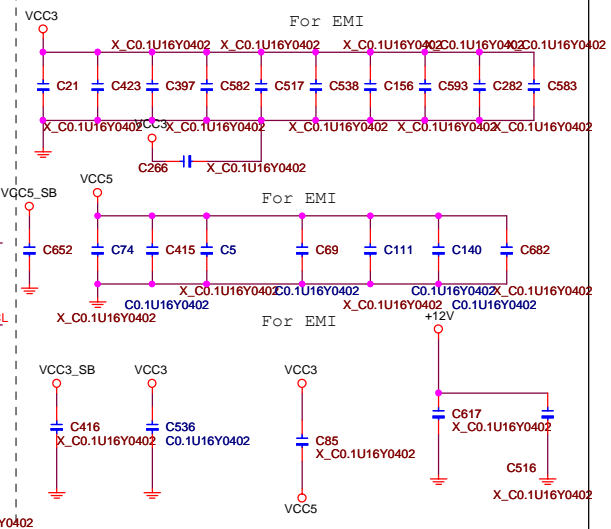 For EMI
VCC3
X_C0.1U16Y0402 X_C0.1U16Y0402 X_C0.1U16Y0402 X_C0.1U16Y0402 X_C0.1U16Y0402
C21 C423 C397 C582 C517 C538 C156 C593 C282 C583
X_C0.1U16Y0402 X_C0.1U16Y0402 X_C0.1U16Y0402 X_C0.1U16Y0402 X_C0.1U16Y0402
VCC3
C266 X_C0.1U16Y0402
For EMI
VCC5_SB VCC5
C652 C74 C415 C5 C69 C111 C140 C682
X_C0.1U16Y0402 C0.1U16Y0402 C0.1U16Y0402 X_C0.1U16Y0402
C0.1U16Y0402 X_C0.1U16Y0402 C0.1U16Y0402
X_C0.1U16Y0402
For EMI
+12V
VCC3_SB VCC3 VCC3
C416 C536 C617
X_C0.1U16Y0402 C0.1U16Y0402 X_C0.1U16Y0402
C85
X_C0.1U16Y0402
C516
X_C0.1U16Y0402
VCC5